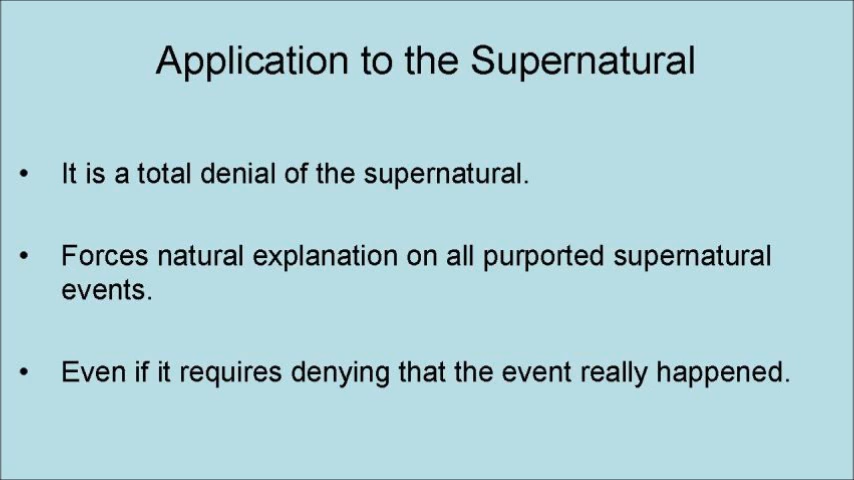 Application to the Supernatural
• It is a total denial of the supernatural.
• Forces natural explanation on all purported supernatural
events.
• Even if it requires denying that the event really happened.